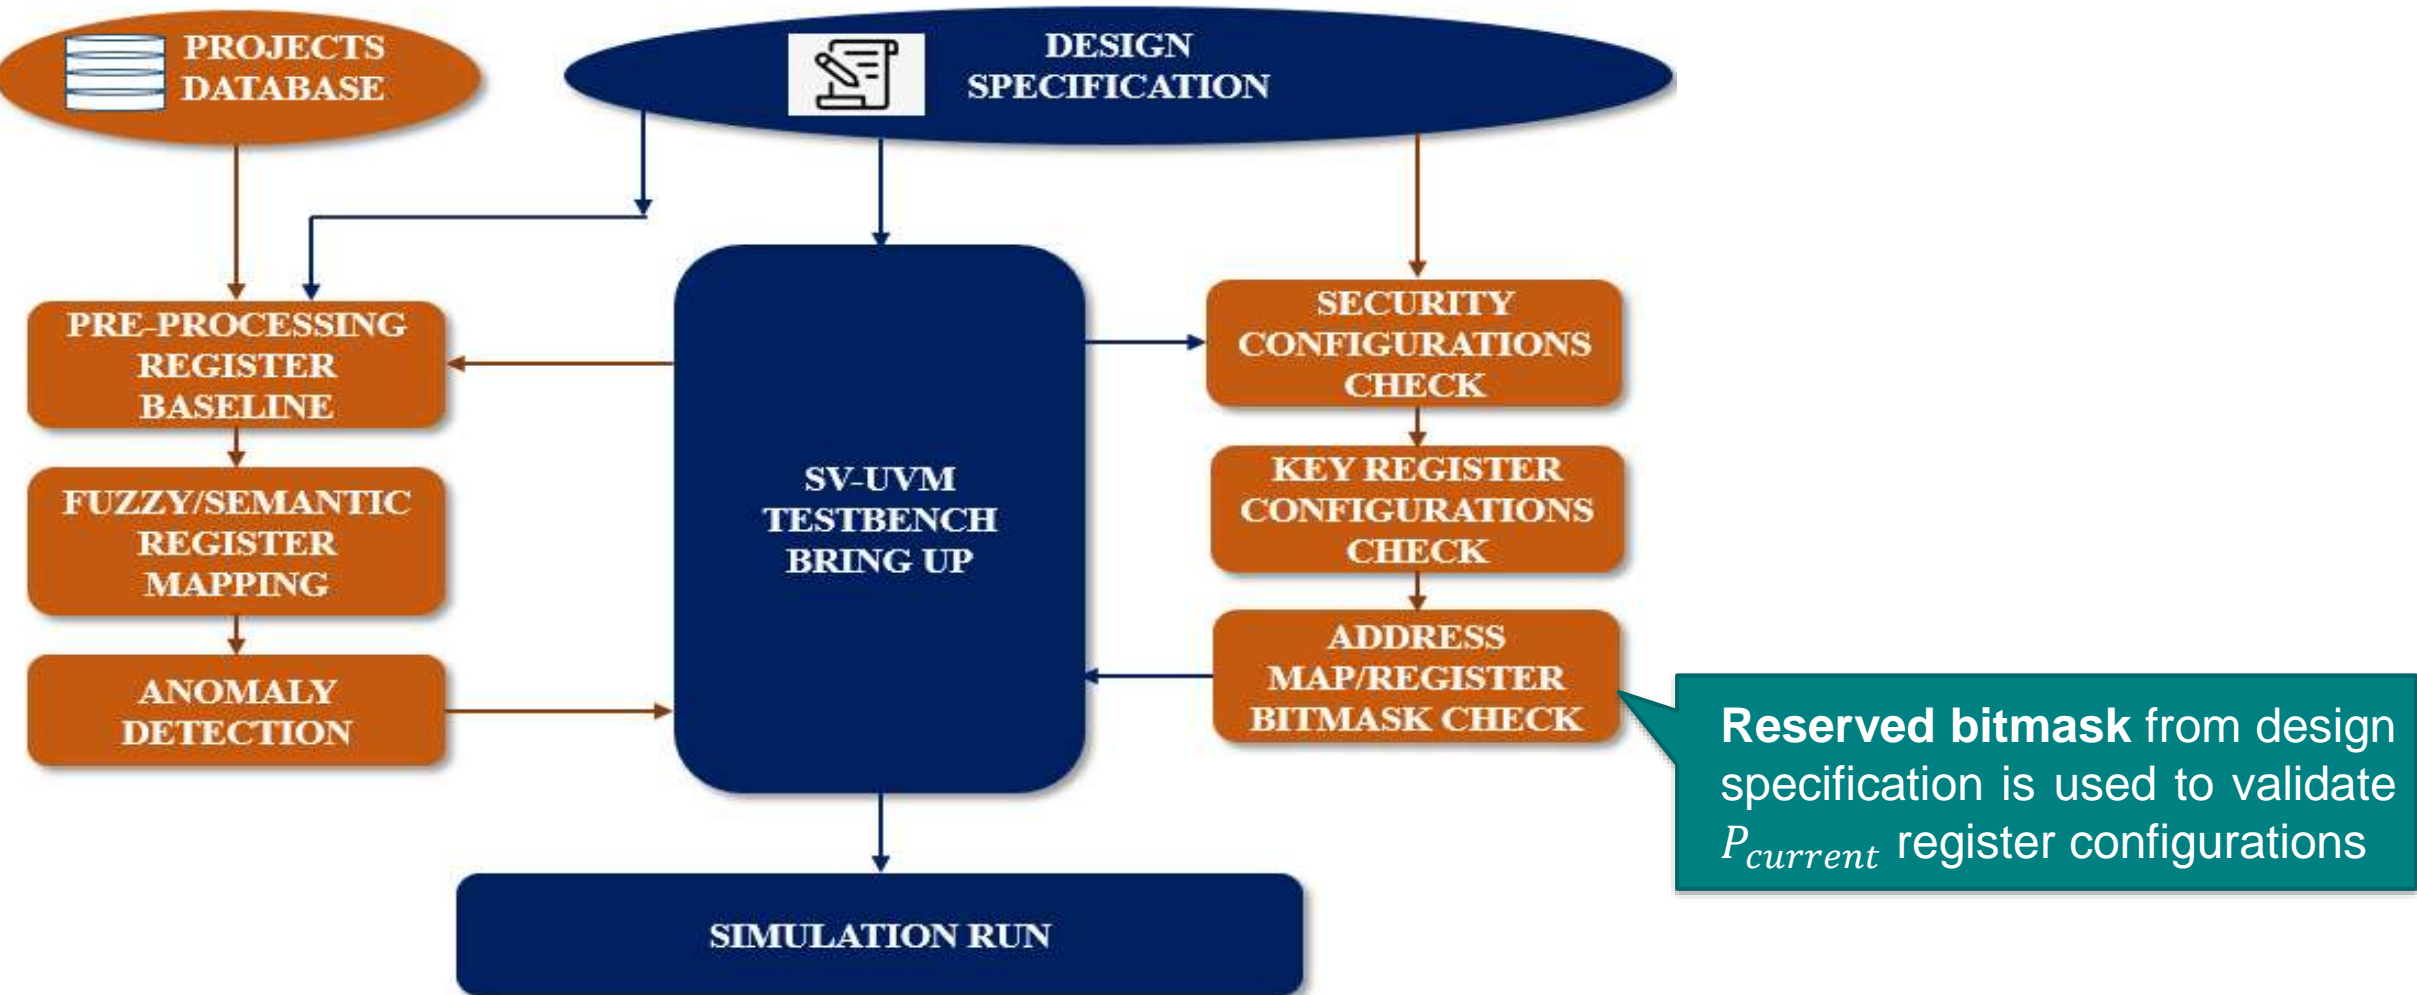 PROJECTS
DATABASE
DESIGN
SPECIFICATION
PRE-PROCESSING
REGISTER
BASELINE
FUZZY/SEMANTIC
REGISTER
MAPPING
ANOMALY
DETECTION
SV-UVM
TESTBENCH
BRING UP
SECURITY
CONFIGURATIONS
CHECK
KEY REGISTER
CONFIGURATIONS
CHECK
ADDRESS
MAP/REGISTER
BITMASK CHECK
Reserved bitmask from design
specification is used to validate
P_current register configurations
SIMULATION RUN